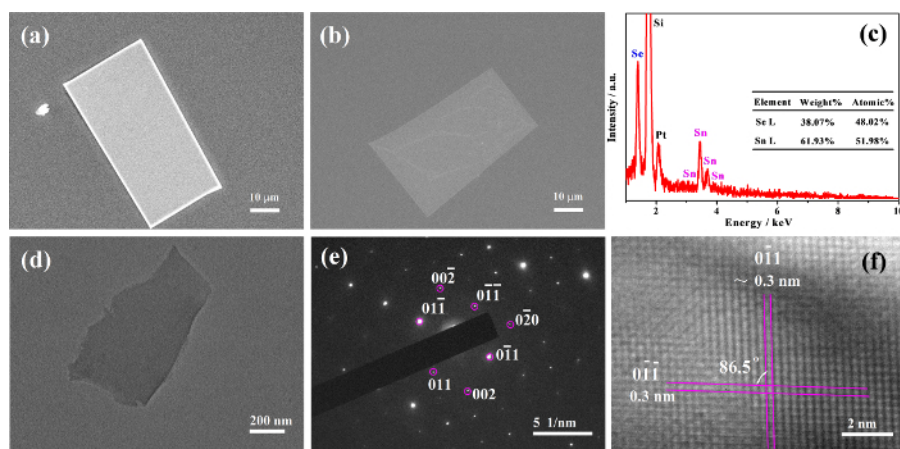 (a)
10 μm
(b)
10 μm
(c)
Intensity / a.u.
Se
Si
Pt
Sn
Sn
Sn
Sn
Element Weight% Atomic%
Se L 38.07% 48.02%
Sn L 61.93% 51.98%
2 4 6 8 10
Energy / keV
(d)
200 nm
(e)
002̄
011̄
01̄1̄
02̄0
01̄1
011
002
5 1/nm
(f)
01̄1
~ 0.3 nm
86.5°
01̄1̄
0.3 nm
2 nm